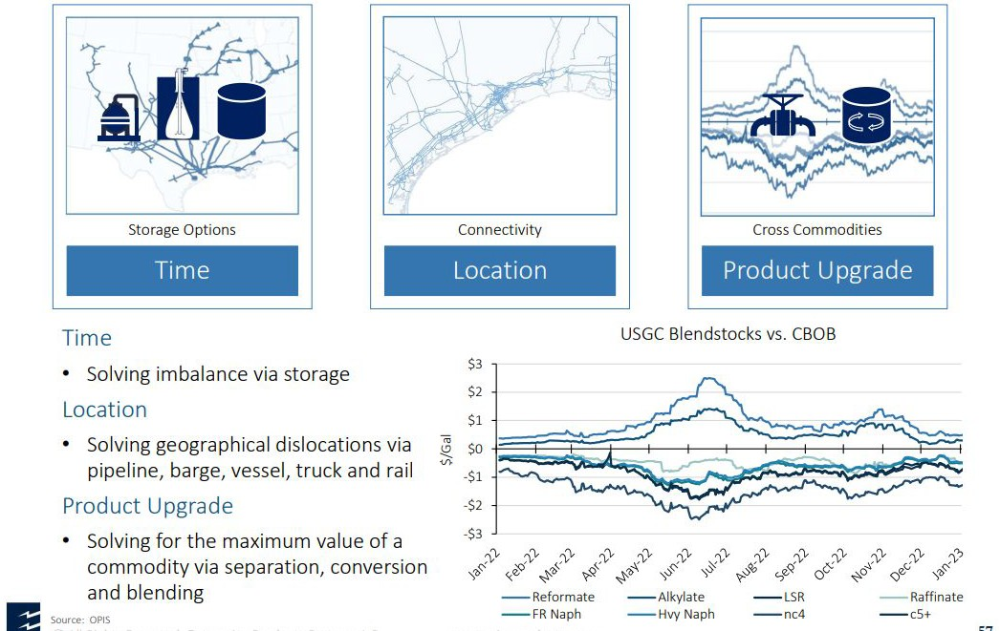 Storage Options
Connectivity
Cross Commodities
Time
Location
Product Upgrade
Time
• Solving imbalance via storage
Location
• Solving geographical dislocations via
pipeline, barge, vessel, truck and rail
Product Upgrade
• Solving for the maximum value of a
commodity via separation, conversion
and blending
USGC Blendstocks vs. CBOB
$/Gal
$3
$2
$1
$0
-$1
-$2
-$3
Jan-22
Feb-22
Mar-22
Apr-22
May-22
Jun-22
Jul-22
Aug-22
Sep-22
Oct-22
Nov-22
Dec-22
Jan-23
Reformate
Alkylate
LSR
Raffinate
FR Naph
Hvy Naph
nc4
c5+
Source: OPIS
57